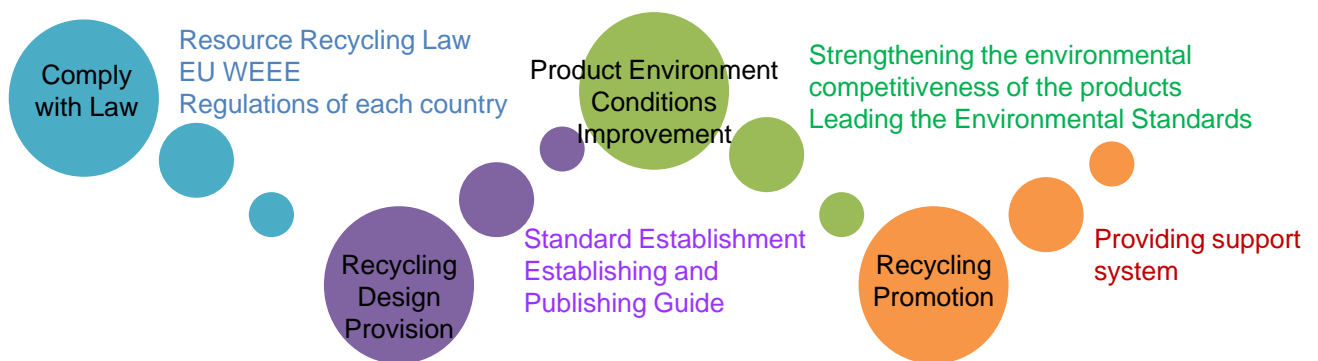 Comply
with Law
Resource Recycling Law
EU WEEE
Regulations of each country
Recycling
Design
Provision
Standard Establishment
Establishing and
Publishing Guide
Product Environment
Conditions
Improvement
Strengthening the environmental
competitiveness of the products
Leading the Environmental Standards
Recycling
Promotion
Providing support
system